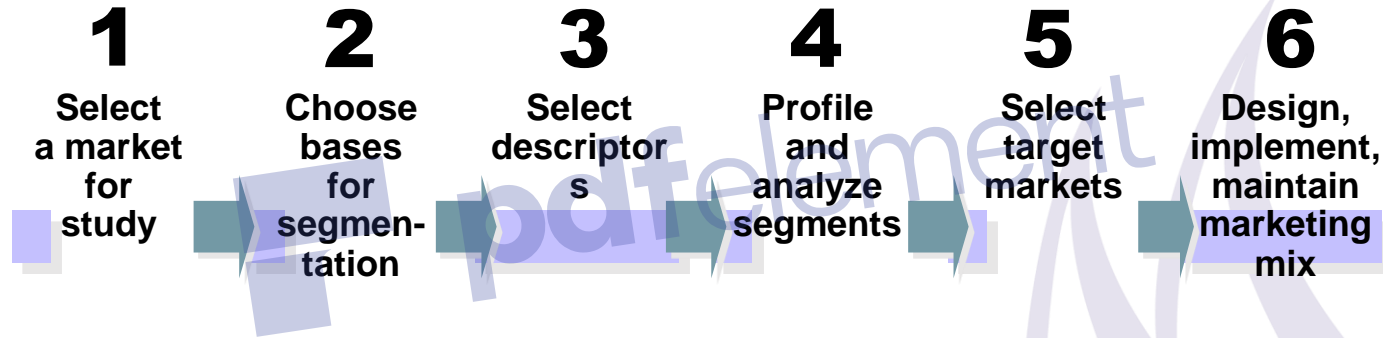 1
Select
a market
for
study
2
Choose
bases
for
segmen-
tation
3
Select
descriptor
s
4
Profile
and
analyze
segments
5
Select
target
markets
6
Design,
implement,
maintain
marketing
mix
pdfelement